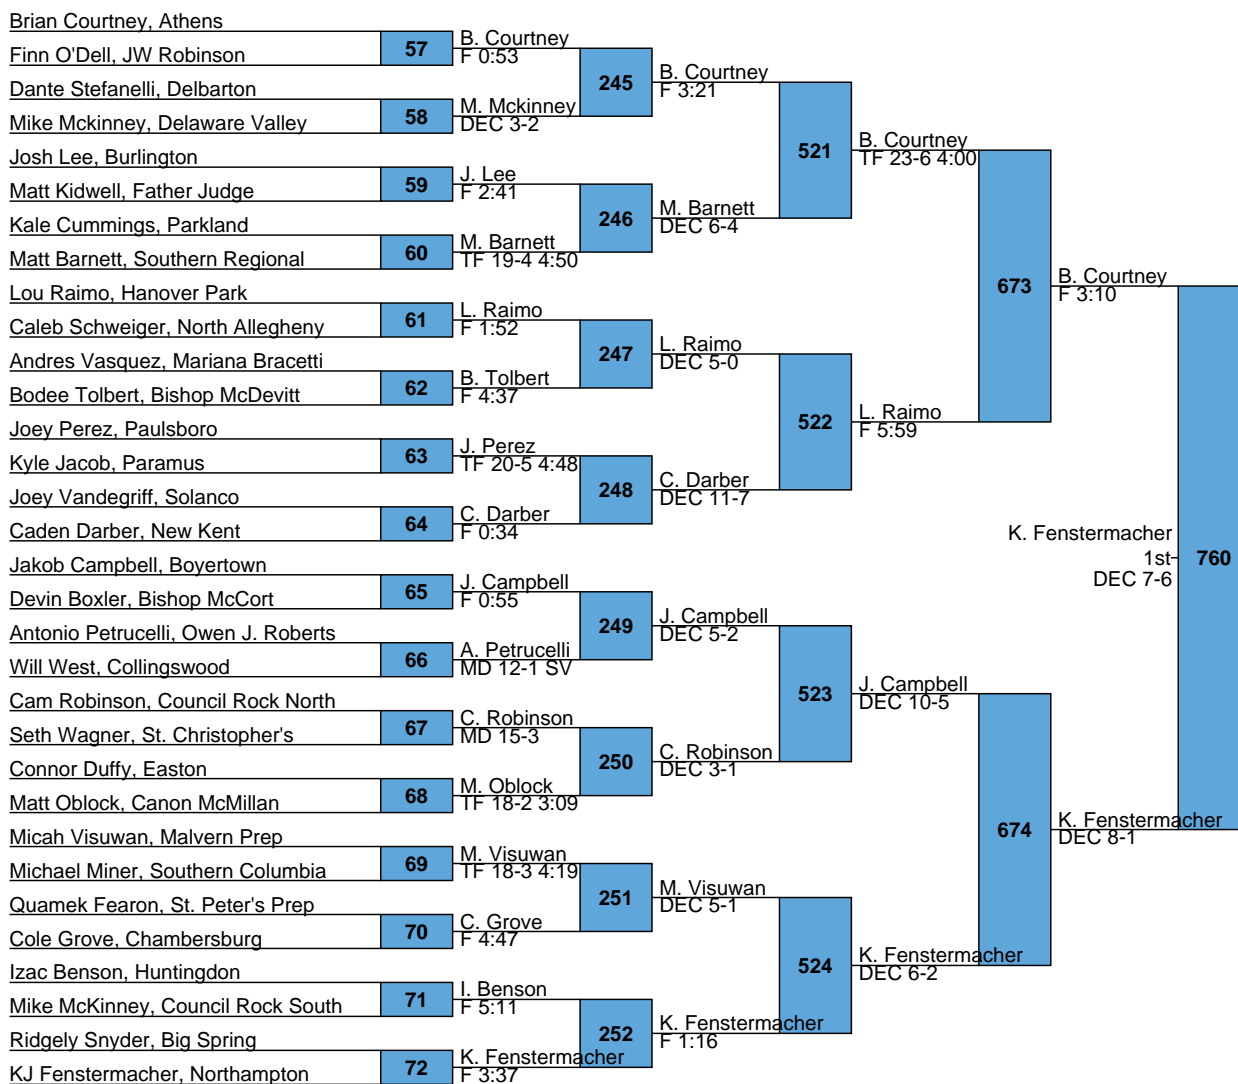 Brian Courtney, Athens
Finn O'Dell, JW Robinson
Dante Stefanelli, Delbarton
Mike Mckinney, Delaware Valley
Josh Lee, Burlington
Matt Kidwell, Father Judge
Kale Cummings, Parkland
Matt Barnett, Southern Regional
Lou Raimo, Hanover Park
Caleb Schweiger, North Allegheny
Andres Vasquez, Mariana Bracetti
Bodee Tolbert, Bishop McDevitt
Joey Perez, Paulsboro
Kyle Jacob, Paramus
Joey Vandegriff, Solanco
Caden Darber, New Kent
Jakob Campbell, Boyertown
Devin Boxler, Bishop McCort
Antonio Petrucelli, Owen J. Roberts
Will West, Collingswood
Cam Robinson, Council Rock North
Seth Wagner, St. Christopher's
Connor Duffy, Easton
Matt Oblock, Canon McMillan
Micah Visuwan, Malvern Prep
Michael Miner, Southern Columbia
Quamek Fearon, St. Peter's Prep
Cole Grove, Chambersburg
Izac Benson, Huntingdon
Mike McKinney, Council Rock South
Ridgely Snyder, Big Spring
KJ Fenstermacher, Northampton
57
58
59
60
61
62
63
64
65
66
67
68
69
70
71
72
B. Courtney
F 0:53
M. Mckinney
DEC 3-2
J. Lee
F 2:41
M. Barnett
TF 19-4 4:50
L. Raimo
F 1:52
B. Tolbert
F 4:37
J. Perez
TF 20-5 4:48
C. Darber
F 0:34
J. Campbell
F 0:55
A. Petrucelli
MD 12-1 SV
C. Robinson
MD 15-3
M. Oblock
TF 18-2 3:09
M. Visuwan
TF 18-3 4:19
C. Grove
F 4:47
I. Benson
F 5:11
K. Fenstermacher
F 3:37
245
246
247
248
249
250
251
252
B. Courtney
F 3:21
M. Barnett
DEC 6-4
L. Raimo
DEC 5-0
C. Darber
DEC 11-7
J. Campbell
DEC 5-2
C. Robinson
DEC 3-1
M. Visuwan
DEC 5-1
K. Fenstermacher
F 1:16
521
522
523
524
B. Courtney
TF 23-6 4:00
L. Raimo
F 5:59
J. Campbell
DEC 10-5
K. Fenstermacher
DEC 6-2
673
674
B. Courtney
F 3:10
K. Fenstermacher
DEC 8-1
760
K. Fenstermacher
1st
DEC 7-6